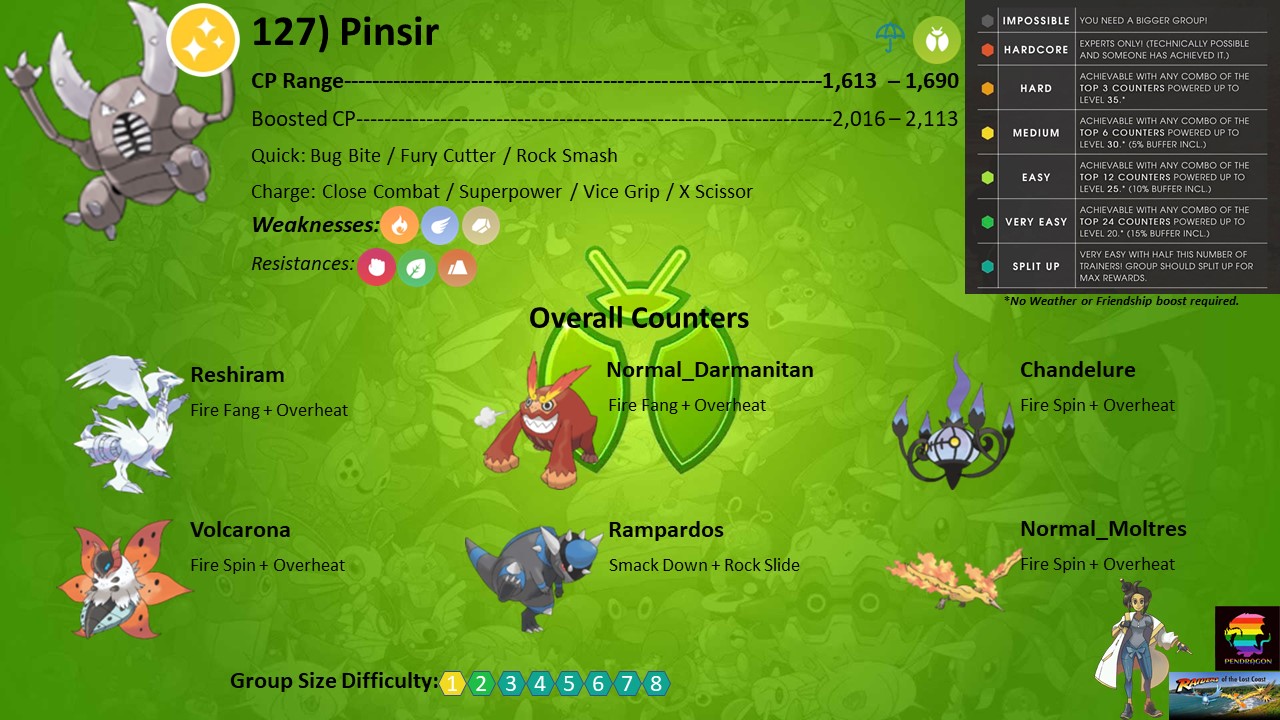 127) Pinsir
CP Range--------------------------------------------------------------------1,613 – 1,690
Boosted CP--------------------------------------------------------------------2,016 – 2,113
Quick: Bug Bite / Fury Cutter / Rock Smash
Charge: Close Combat / Superpower / Vice Grip / X Scissor
Weaknesses:
Resistances:
IMPOSSIBLE YOU NEED A BIGGER GROUP!
HARDCORE EXPERTS ONLY! (TECHNICALLY POSSIBLE
AND SOMEONE HAS ACHIEVED IT.)
HARD ACHIEVABLE WITH ANY COMBO OF THE
TOP 3 COUNTERS POWERED UP TO
LEVEL 35.*
MEDIUM ACHIEVABLE WITH ANY COMBO OF THE
TOP 6 COUNTERS POWERED UP TO
LEVEL 30.* (5% BUFFER INCL.)
EASY ACHIEVABLE WITH ANY COMBO OF THE
TOP 12 COUNTERS POWERED UP TO
LEVEL 25.* (10% BUFFER INCL.)
VERY EASY ACHIEVABLE WITH ANY COMBO OF THE
TOP 24 COUNTERS POWERED UP TO
LEVEL 20.* (15% BUFFER INCL.)
SPLIT UP VERY EASY WITH HALF THIS NUMBER OF
TRAINERS! GROUP SHOULD SPLIT UP FOR
MAX REWARDS.
*No Weather or Friendship boost required.
Overall Counters
Reshiram
Fire Fang + Overheat
Normal_Darmanitan
Fire Fang + Overheat
Chandelure
Fire Spin + Overheat
Volcarona
Fire Spin + Overheat
Rampardos
Smack Down + Rock Slide
Normal_Moltres
Fire Spin + Overheat
Group Size Difficulty: 1 2 3 4 5 6 7 8
PENDROGON
RAIDERS of the Lost Coast